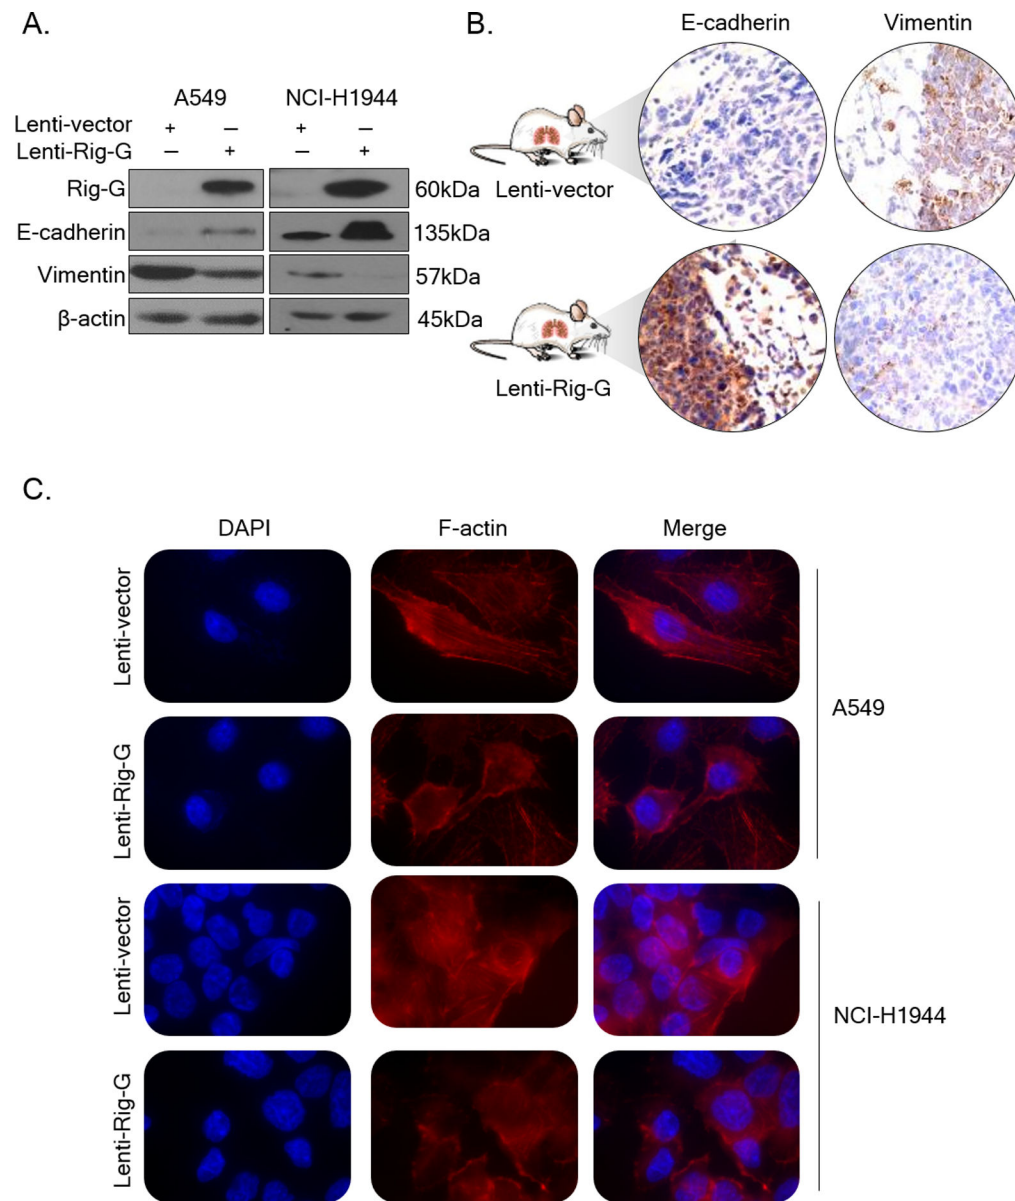 A.
A549 NCI-H1944
Lenti-vector + – + –
Lenti-Rig-G – + – +
Rig-G 60kDa
E-cadherin 135kDa
Vimentin 57kDa
β-actin 45kDa
B.
E-cadherin Vimentin
Lenti-vector
Lenti-Rig-G
C.
DAPI F-actin Merge
Lenti-vector
Lenti-Rig-G
A549
Lenti-vector
Lenti-Rig-G
NCI-H1944